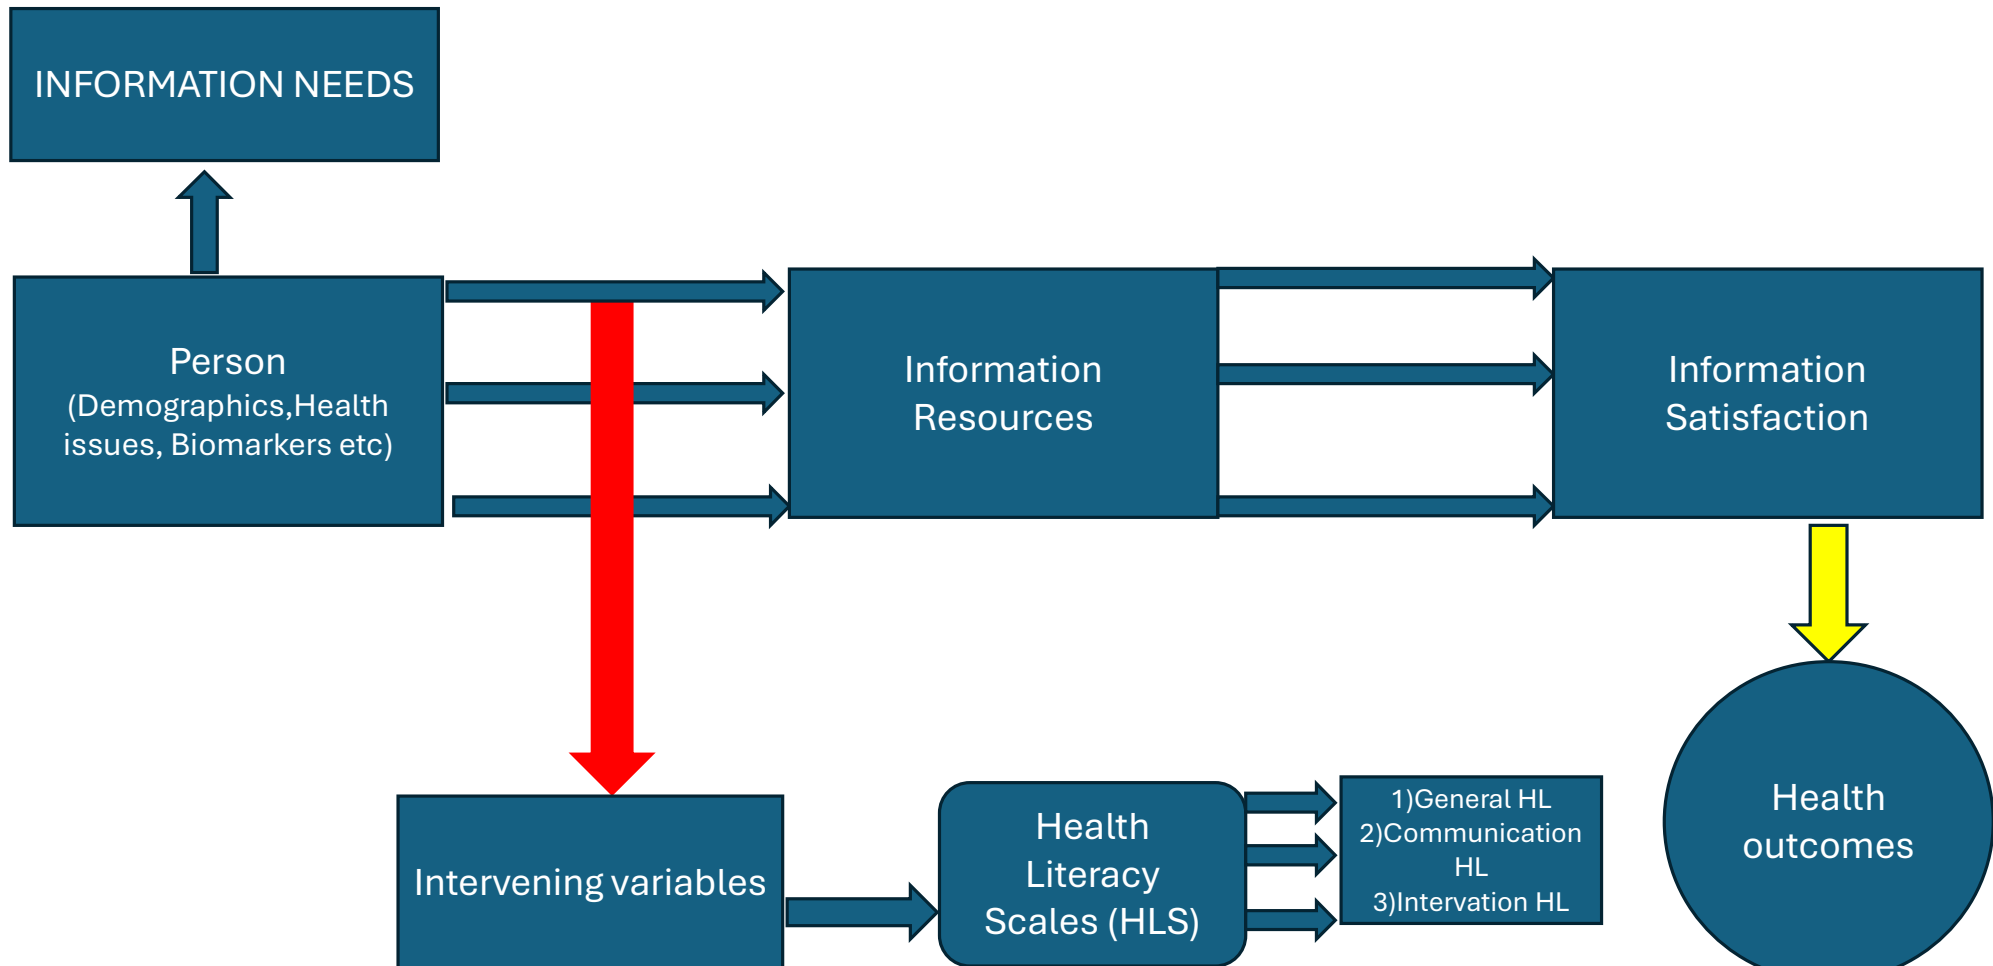 INFORMATION NEEDS
Person
(Demographics,Health
issues, Biomarkers etc)
Information
Resources
Information
Satisfaction
Intervening variables
Health
Literacy
Scales (HLS)
1)General HL
2)Communication
HL
3)Intervation HL
Health
outcomes